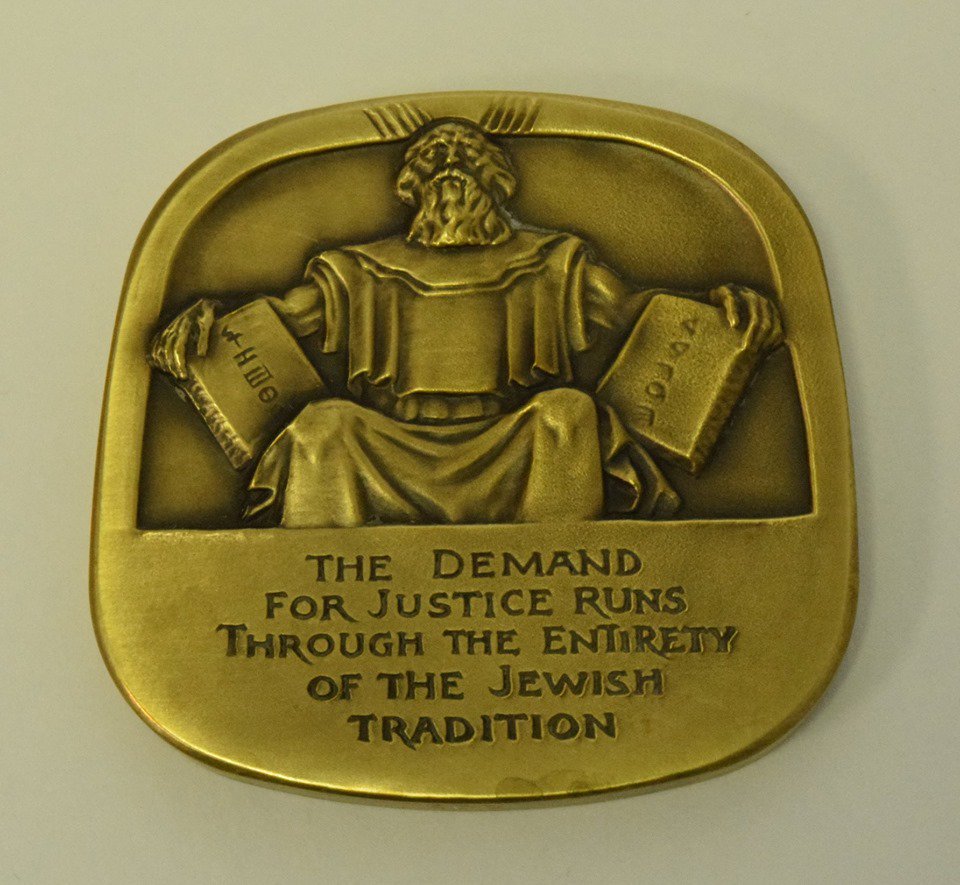 THE DEMAND
FOR JUSTICE RUNS
THROUGH THE ENTIRETY
OF THE JEWISH
TRADITION